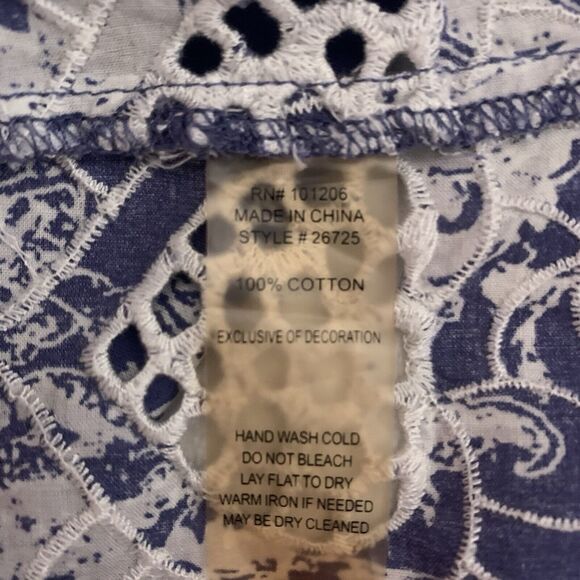 RN# 101206
MADE IN CHINA
STYLE # 26725
100% COTTON
EXCLUSIVE OF DECORATION
HAND WASH COLD
DO NOT BLEACH
LAY FLAT TO DRY
WARM IRON IF NEEDED
MAY BE DRY CLEANED